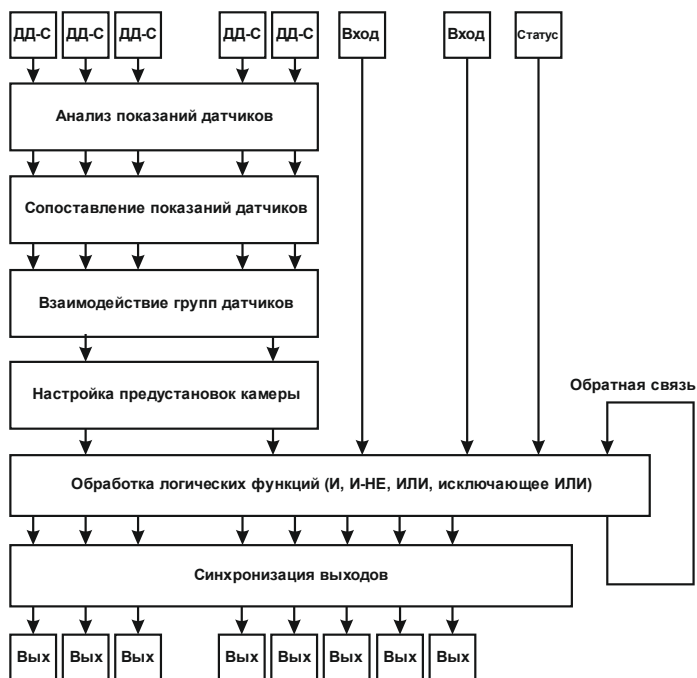 ДД-С ДД-С ДД-С ДД-С ДД-С Вход Вход Статус
Анализ показаний датчиков
Сопоставление показаний датчиков
Взаимодействие групп датчиков
Настройка предустановок камеры
Обратная связь
Обработка логических функций (И, И-НЕ, ИЛИ, исключающее ИЛИ)
Синхронизация выходов
Вых Вых Вых Вых Вых Вых Вых Вых